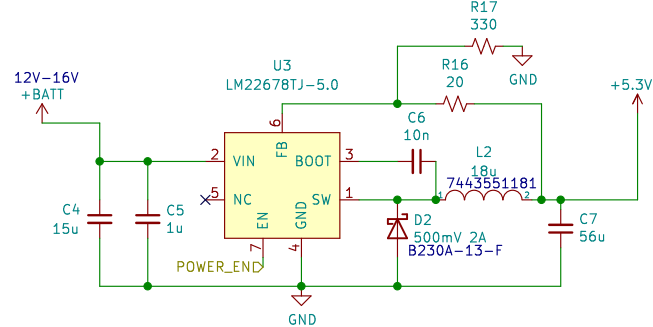 R17
330
GND
R16
20
+5.3V
12V-16V
+BATT
U3
LM22678TJ-5.0
6
FB
C6
10n
2
VIN
BOOT
3
L2
18u
7443551181
1
2
5
NC
SW
1
C4
15u
C5
1u
EN
GND
7
4
D2
500mV 2A
B230A-13-F
C7
56u
POWER_EN
GND